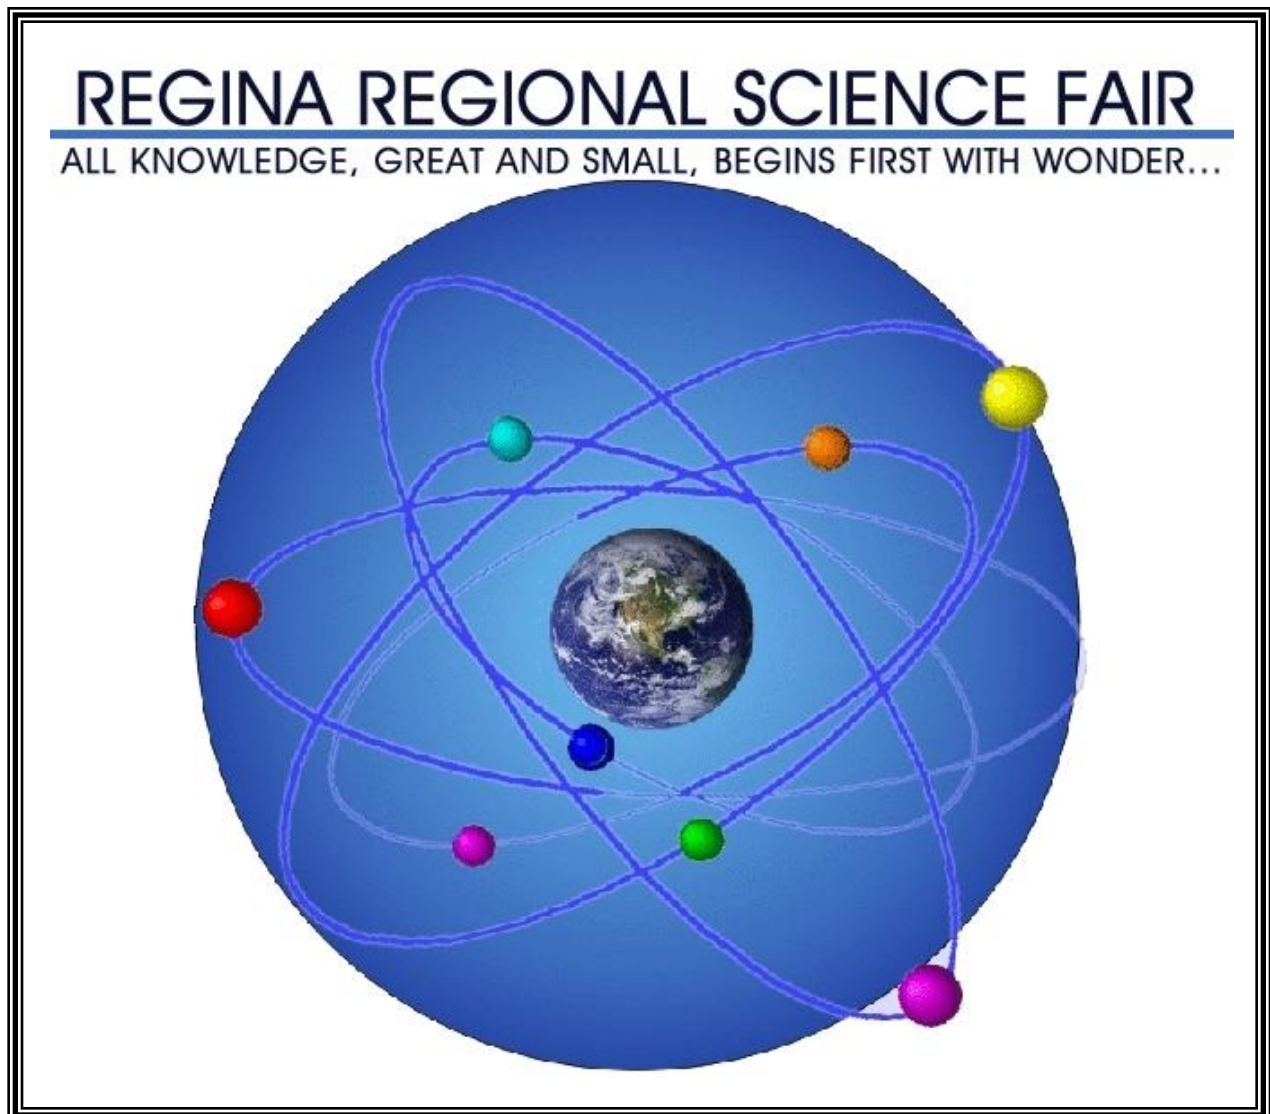 REGINA REGIONAL SCIENCE FAIR
ALL KNOWLEDGE, GREAT AND SMALL, BEGINS FIRST WITH WONDER...